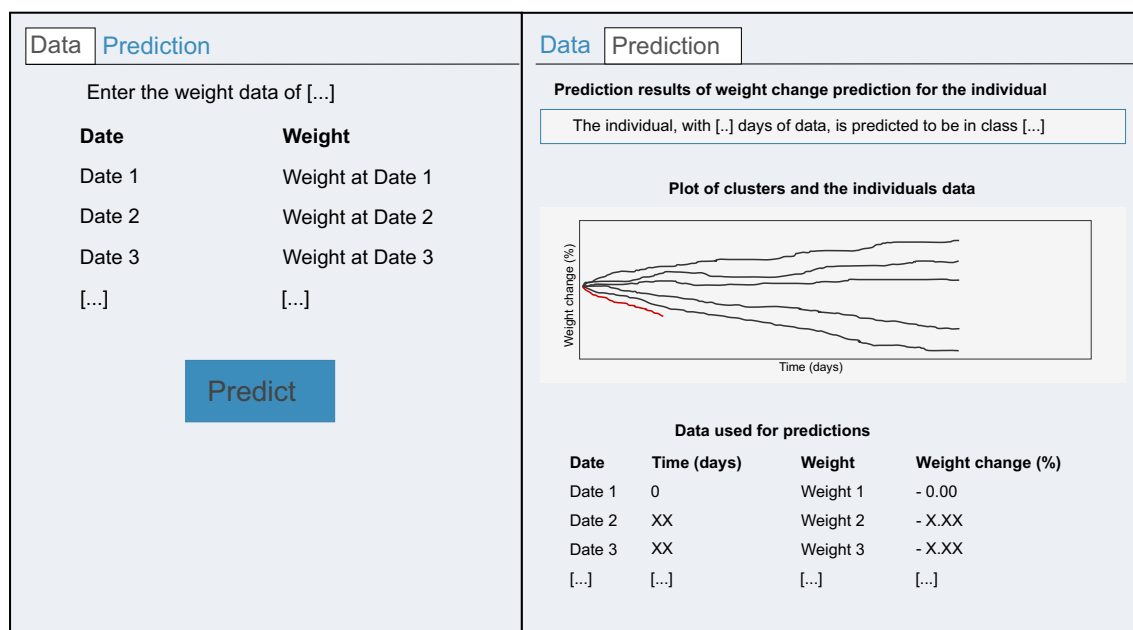 Data Prediction
Enter the weight data of [...]
Date Weight
Date 1 Weight at Date 1
Date 2 Weight at Date 2
Date 3 Weight at Date 3
[...] [...]
Predict
Data Prediction
Prediction results of weight change prediction for the individual
The individual, with [..] days of data, is predicted to be in class [...]
Plot of clusters and the individuals data
Weight change (%)
Time (days)
Data used for predictions
Date Time (days) Weight Weight change (%)
Date 1 0 Weight 1 - 0.00
Date 2 XX Weight 2 - X.XX
Date 3 XX Weight 3 - X.XX
[...] [...] [...] [...]